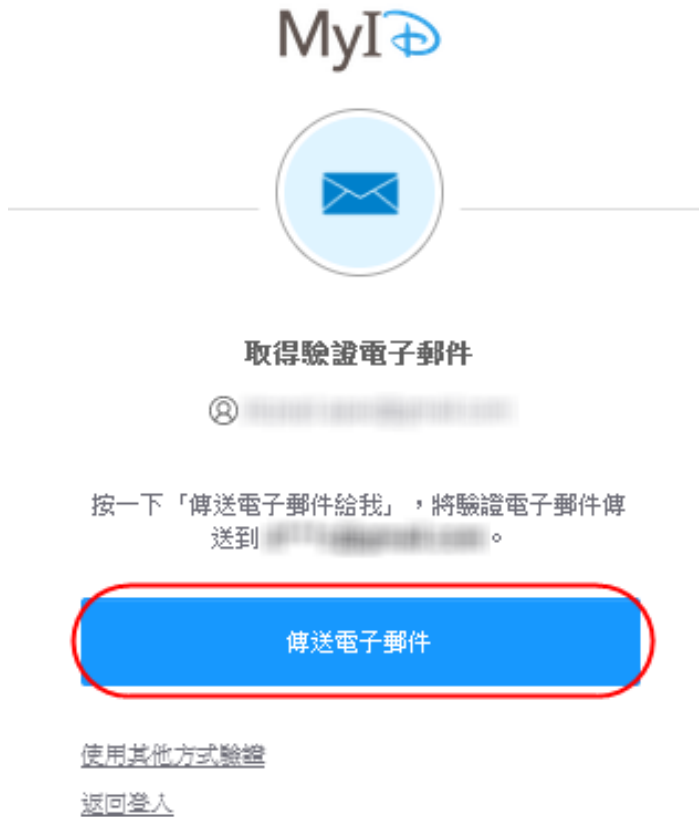 MyID
取得驗證電子郵件
按一下「傳送電子郵件給我」，將驗證電子郵件傳
送到 。
傳送電子郵件
使用其他方式驗證
返回登入